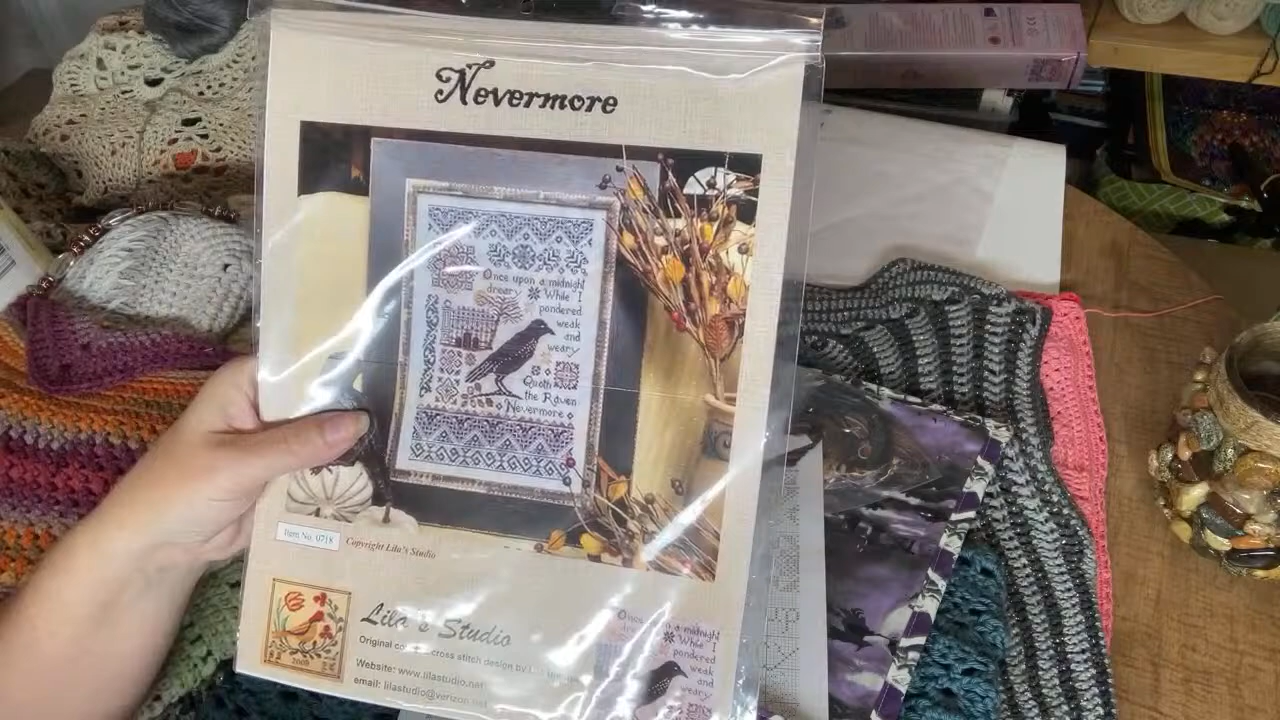 Nevermore
Once upon a midnight
dreary While I
pondered
weak
and
weary
Quoth
the Raven
Nevermore
Item No. 0718
Copyright Lila's Studio
Lila's Studio
Original counted cross stitch design by
Website: www.lilastudio.net
email: lilastudio@verizon.net
2009
Once upon a midnight
While I
pondered
weak
and
weary